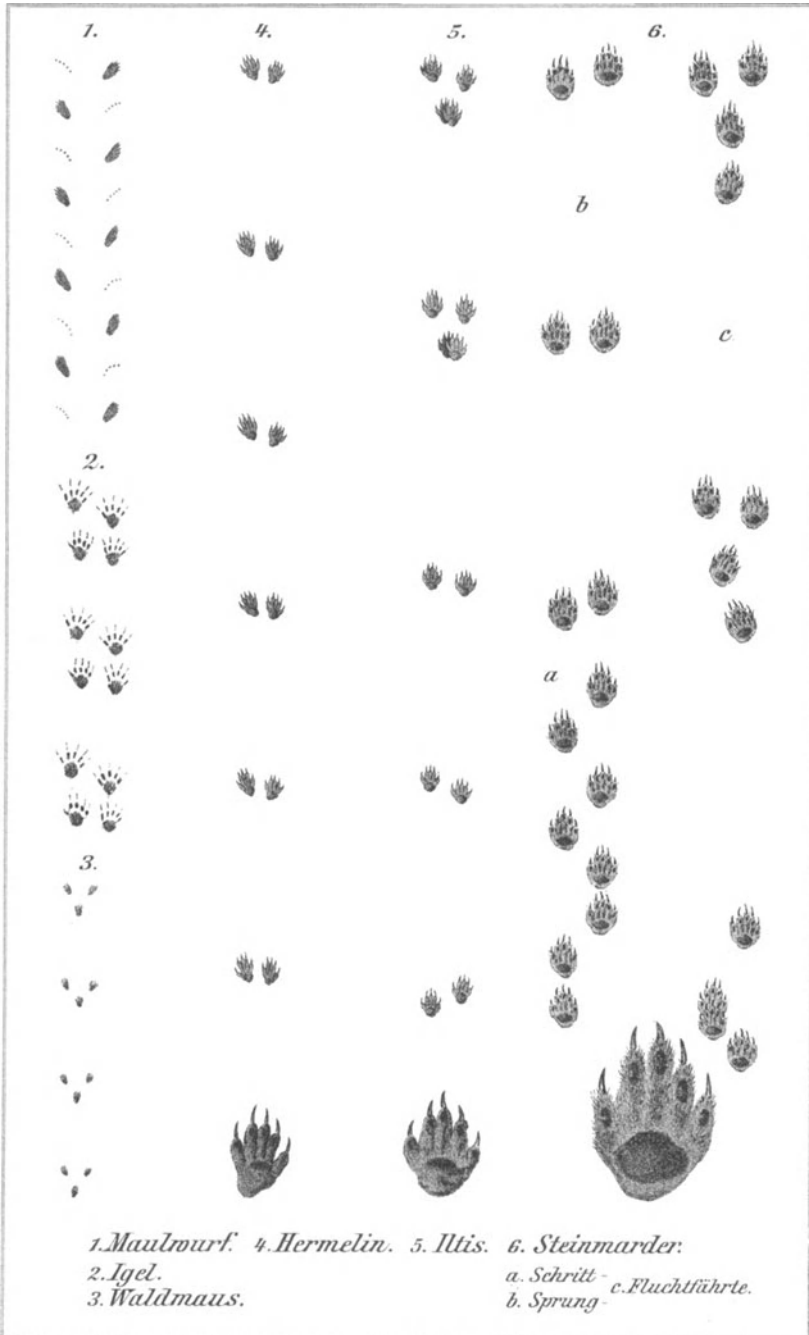 1. 4. 5. 6.
b
c
2.
a
3.
1. Maulwurf. 4. Hermelin. 5. Iltis. 6. Steinmarder.
2. Igel. a. Schritt- c. Fluchtfährte.
3. Waldmaus. b. Sprung-